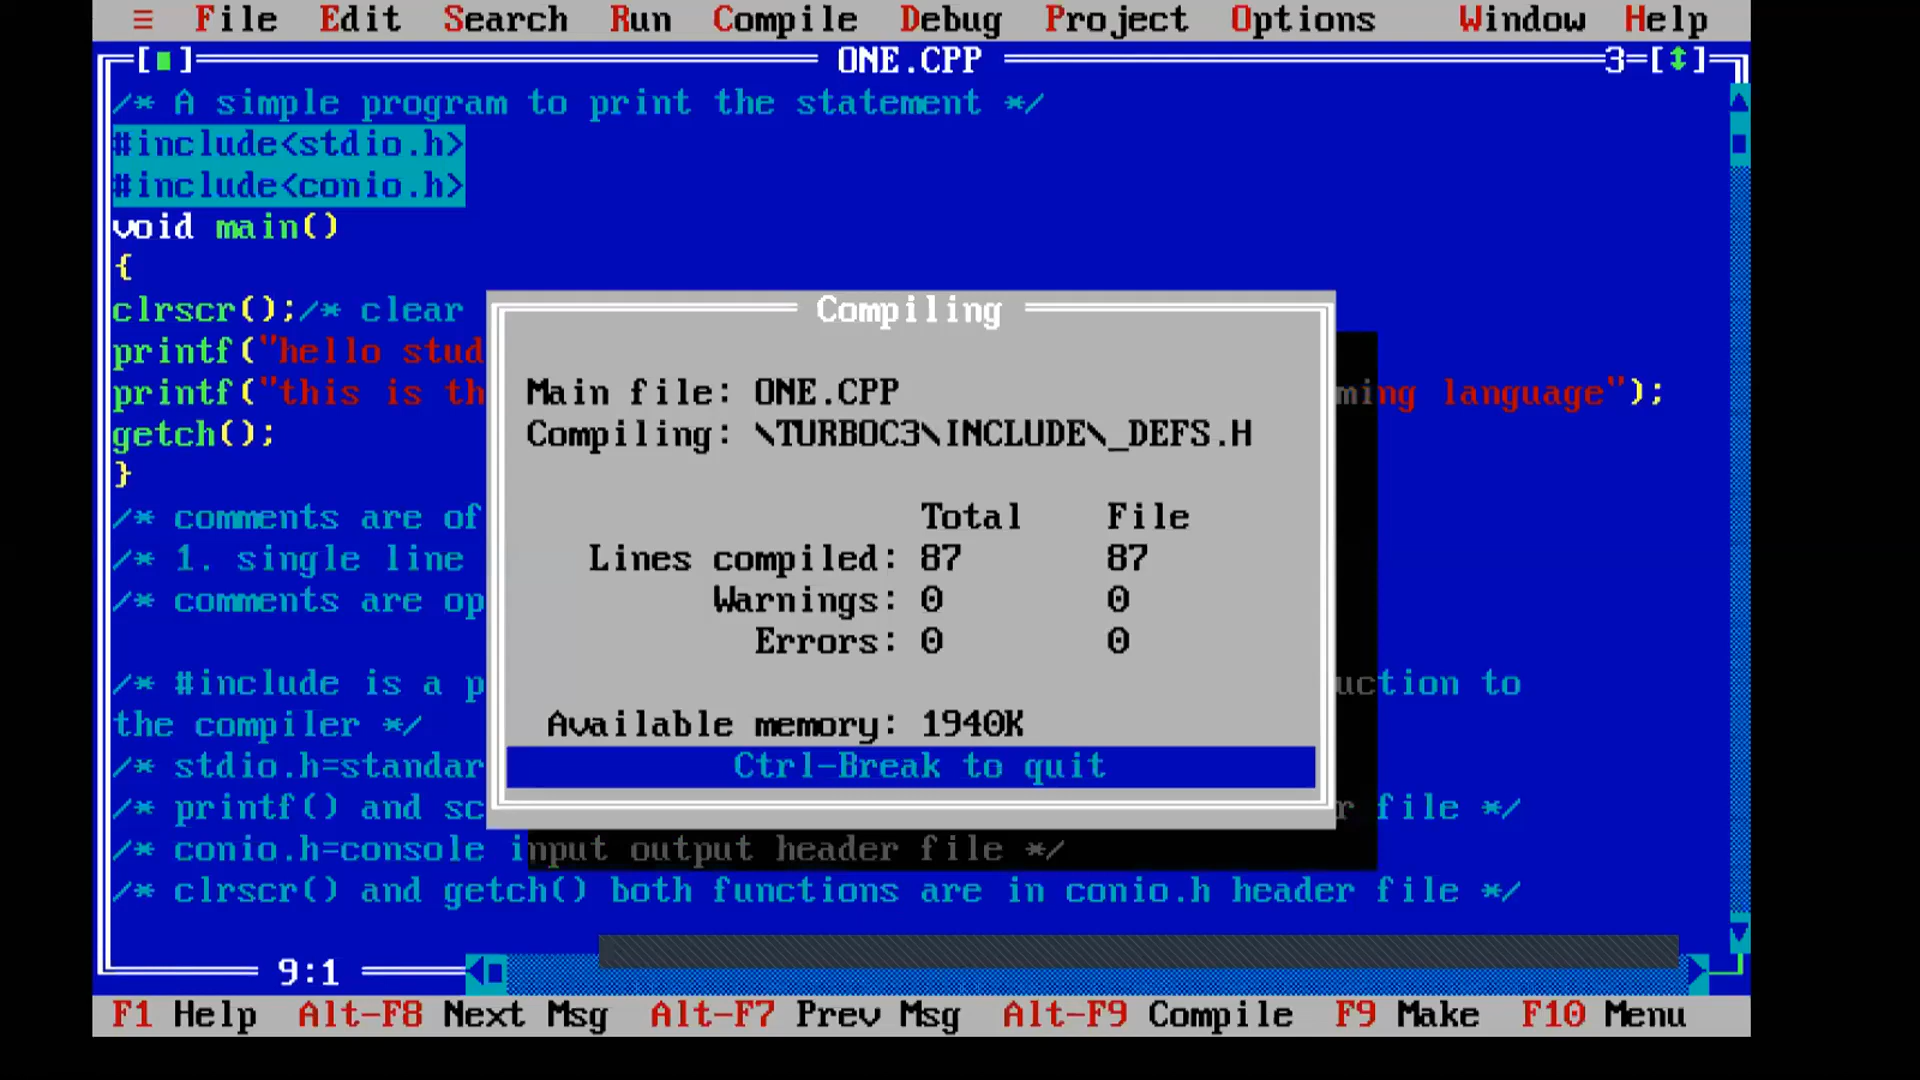 ≡ File Edit Search Run Compile Debug Project Options Window Help
[■] ONE.CPP 3=[↕]
/* A simple program to print the statement */
#include<stdio.h>
#include<conio.h>
void main()
{
clrscr();/* clear
printf("hello stud
printf("this is th ming language");
getch();
}
/* comments are of
/* 1. single line
/* comments are op
/* #include is a p uction to
the compiler */
/* stdio.h=standar
/* printf() and sc r file */
/* conio.h=console input output header file */
/* clrscr() and getch() both functions are in conio.h header file */
Compiling
Main file: ONE.CPP
Compiling: \TURBOC3\INCLUDE\_DEFS.H
Total File
Lines compiled: 87 87
Warnings: 0 0
Errors: 0 0
Available memory: 1940K
Ctrl-Break to quit
9:1
F1 Help Alt-F8 Next Msg Alt-F7 Prev Msg Alt-F9 Compile F9 Make F10 Menu